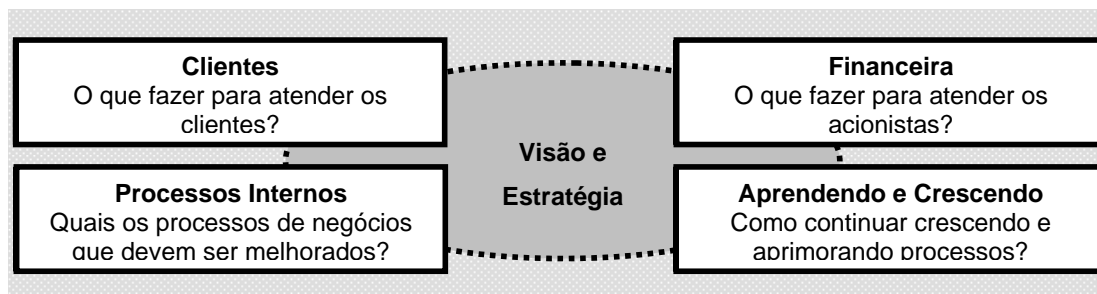 Clientes
O que fazer para atender os
clientes?
Financeira
O que fazer para atender os
acionistas?
Visão e
Estratégia
Processos Internos
Quais os processos de negócios
que devem ser melhorados?
Aprendendo e Crescendo
Como continuar crescendo e
aprimorando processos?